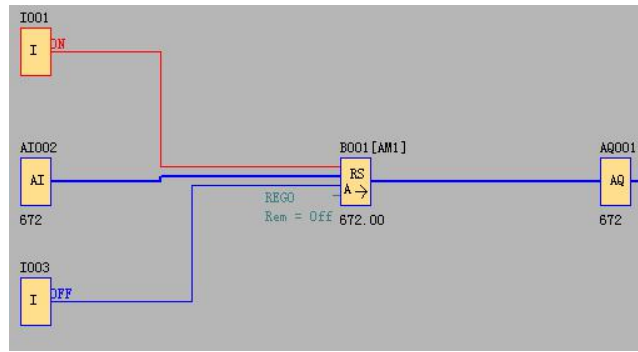 I001
I
ON
AI002
AI
672
B001[AM1]
RS
A→
REG0
Rem = Off
672.00
AQ001
AQ
672
I003
I
OFF